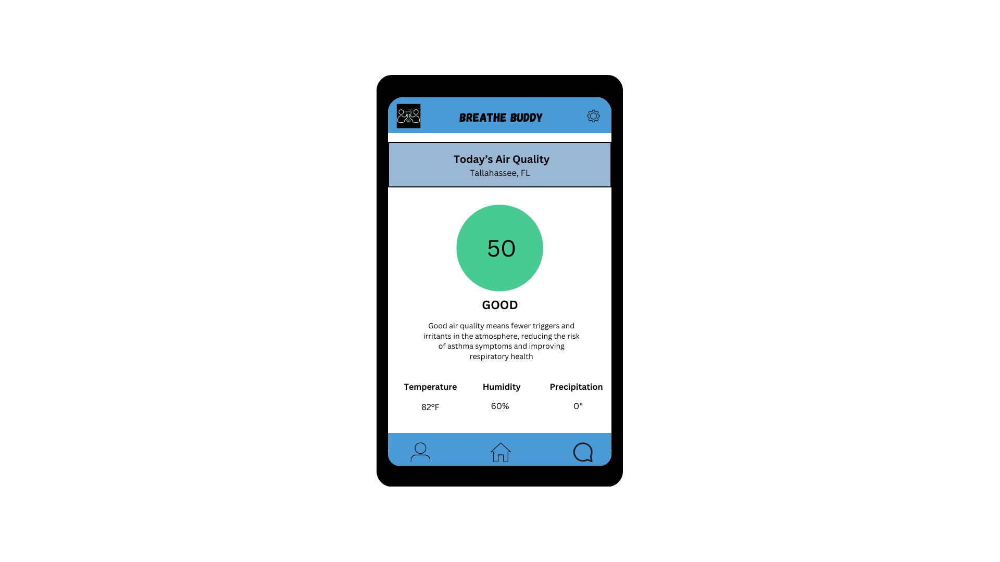 BREATHE BUDDY
Today’s Air Quality
Tallahassee, FL
50
GOOD
Good air quality means fewer triggers and
irritants in the atmosphere, reducing the risk
of asthma symptoms and improving
respiratory health
Temperature Humidity Precipitation
82°F 60% 0"